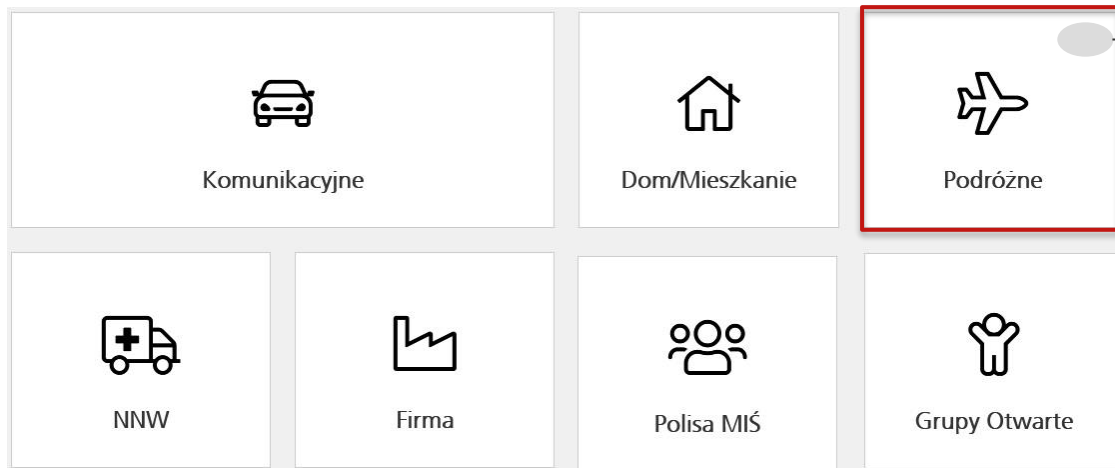 Komunikacyjne
Dom/Mieszkanie
Podróżne
NNW
Firma
Polisa MIŚ
Grupy Otwarte